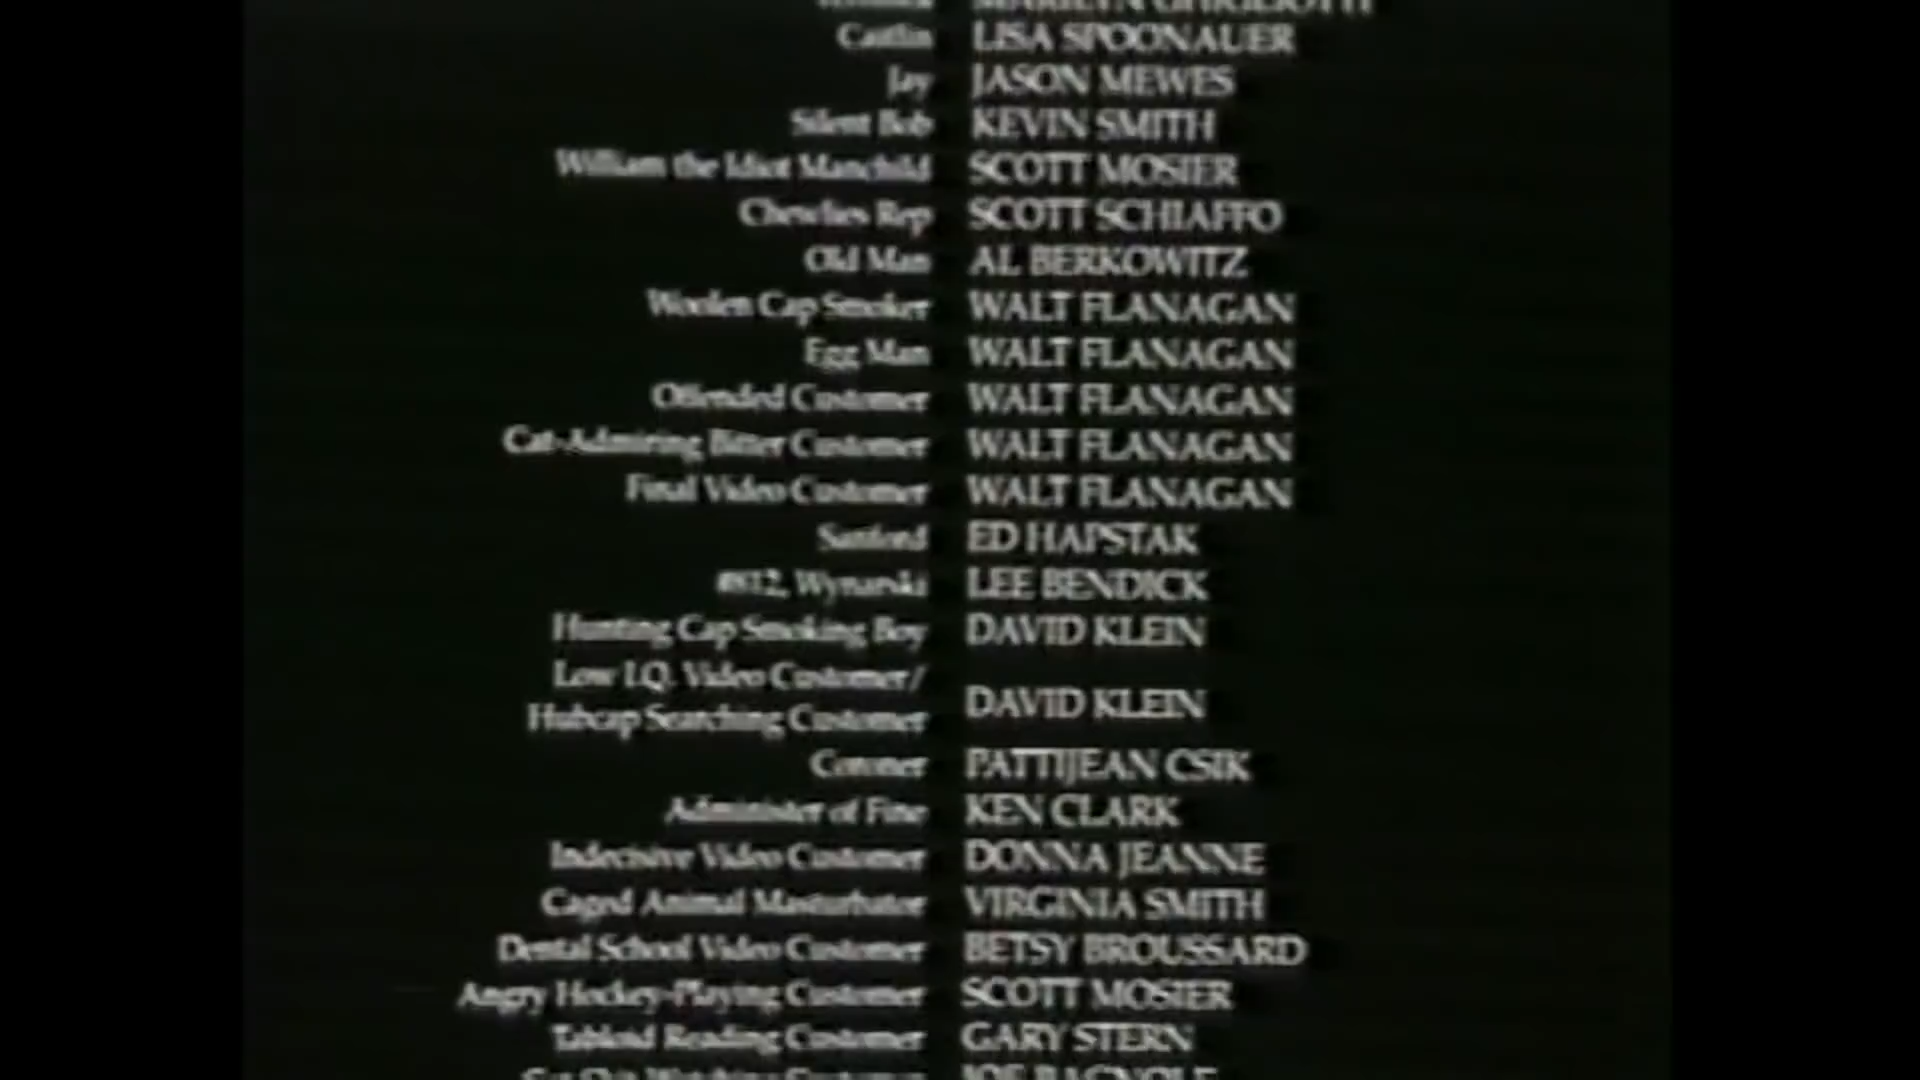 MARILYN GHIGLIOTTI
Caitlin LISA SPOONAUER
Jay JASON MEWES
Silent Bob KEVIN SMITH
William the Idiot Manchild SCOTT MOSIER
Chewlies Rep SCOTT SCHIAFFO
Old Man AL BERKOWITZ
Woolen Cap Smoker WALT FLANAGAN
Egg Man WALT FLANAGAN
Offended Customer WALT FLANAGAN
Cat-Admiring Bitter Customer WALT FLANAGAN
Final Video Customer WALT FLANAGAN
Sanford ED HAPSTAK
#812, Wynarski LEE BENDICK
Hunting Cap Smoking Boy DAVID KLEIN
Low I.Q. Video Customer/
Hubcap Searching Customer DAVID KLEIN
Coroner PATTIJEAN CSIK
Administer of Fine KEN CLARK
Indecisive Video Customer DONNA JEANNE
Caged Animal Masturbator VIRGINIA SMITH
Dental School Video Customer BETSY BROUSSARD
Angry Hockey-Playing Customer SCOTT MOSIER
Tabloid Reading Customer GARY STERN
Customer JOE BAGNOLE